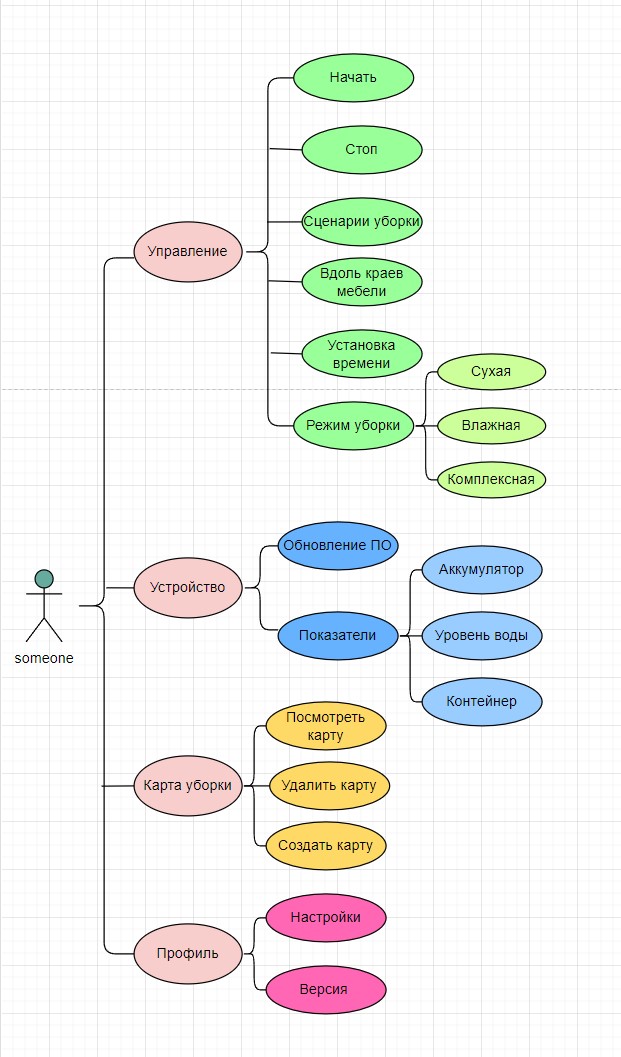 Начать
Стоп
Сценарии уборки
Управление
Вдоль краев
мебели
Установка
времени
Сухая
Режим уборки
Влажная
Комплексная
Обновление ПО
Аккумулятор
Устройство
Показатели
Уровень воды
someone
Контейнер
Посмотреть
карту
Карта уборки
Удалить карту
Создать карту
Настройки
Профиль
Версия